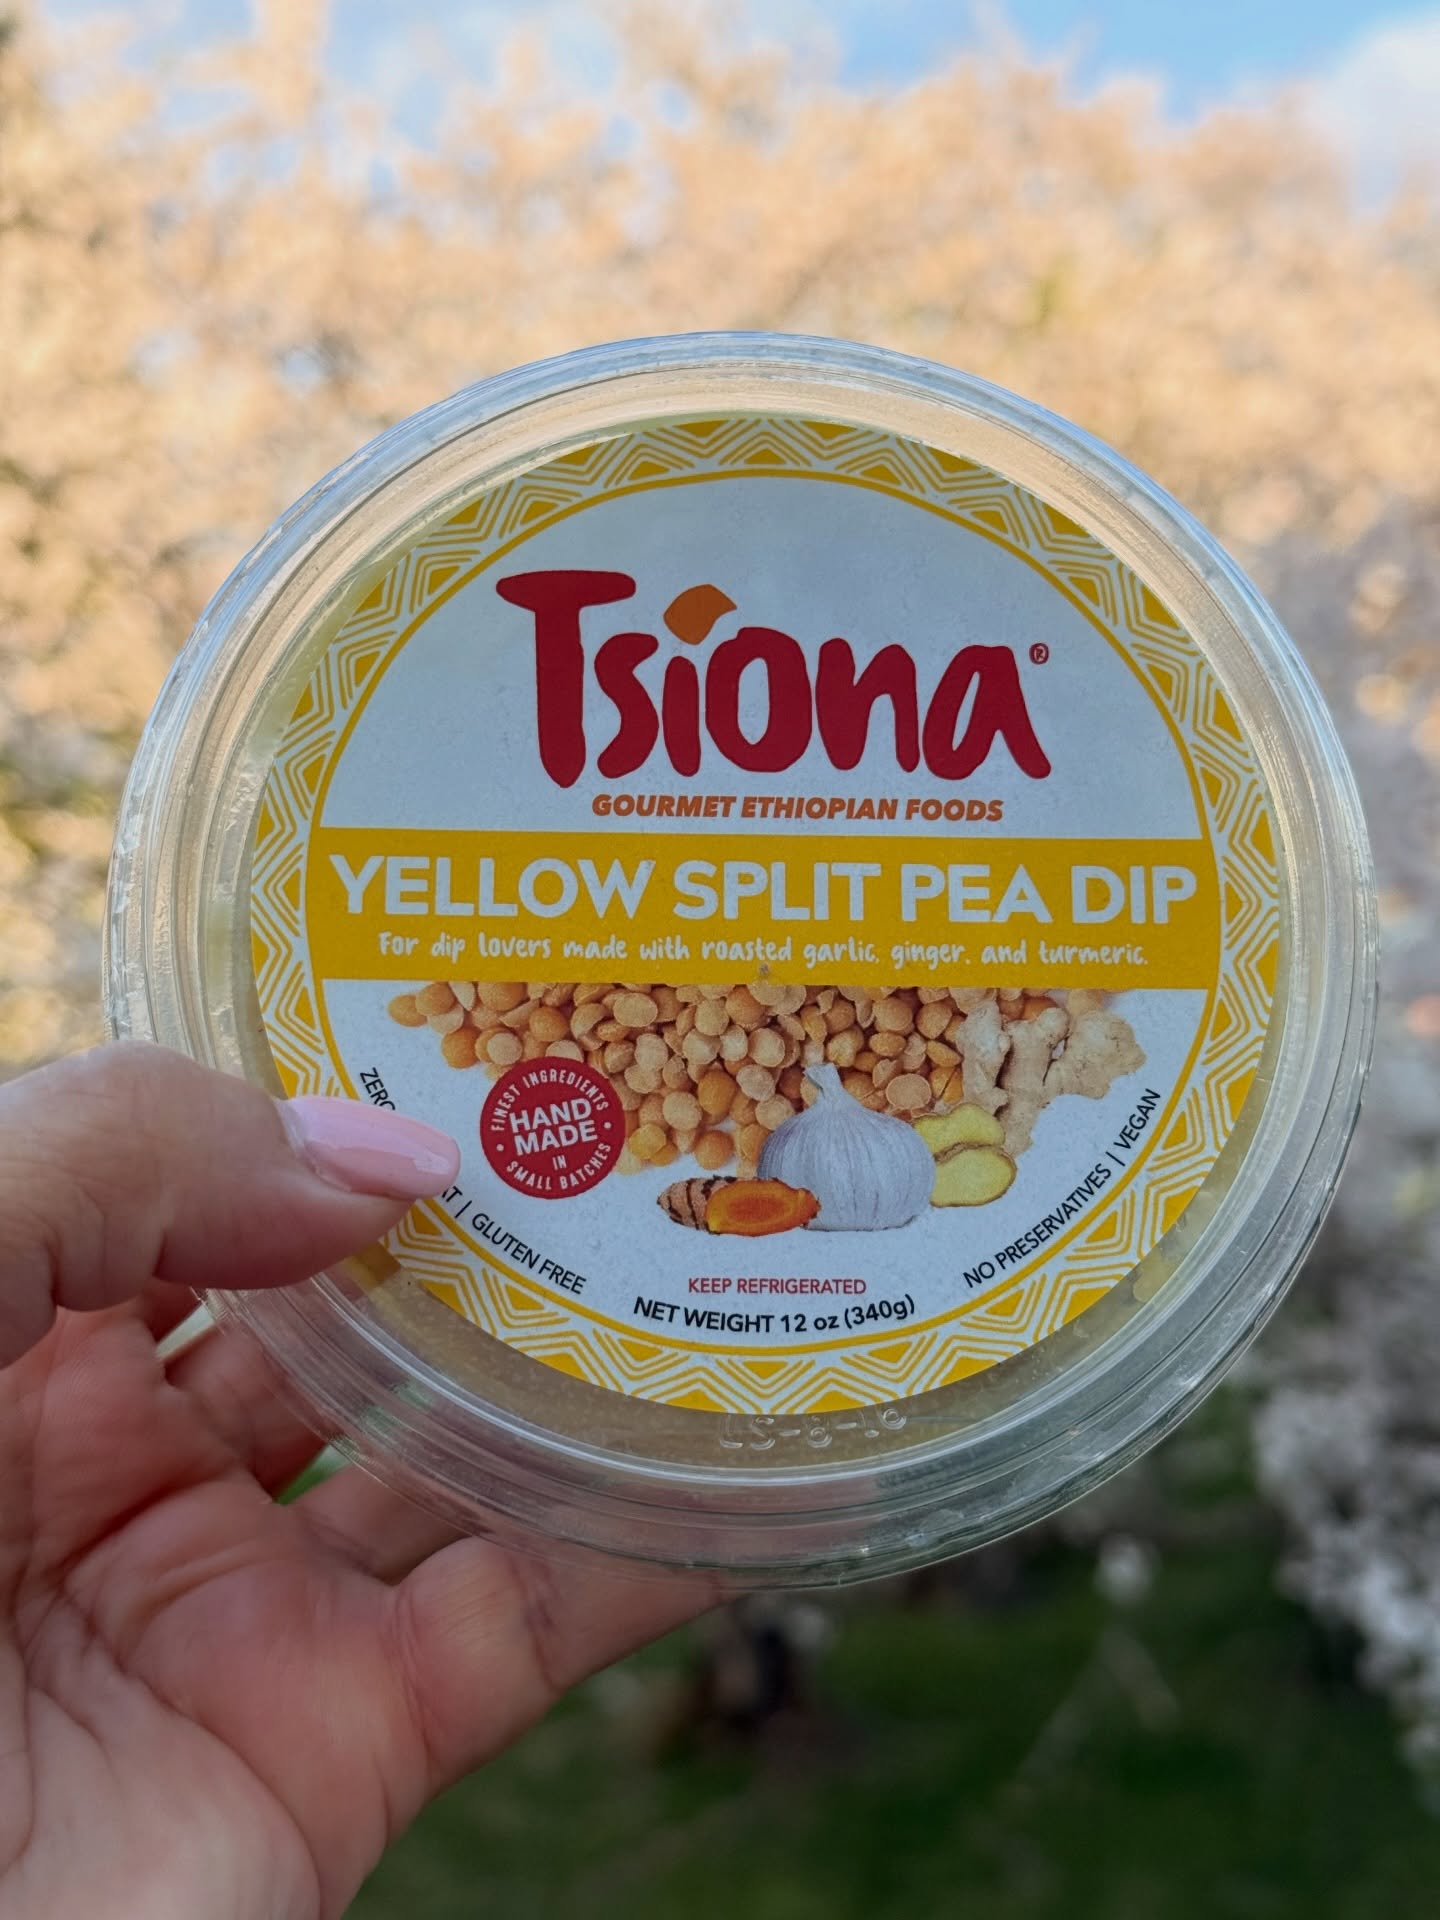 Tsiona®
GOURMET ETHIOPIAN FOODS
YELLOW SPLIT PEA DIP
For dip lovers made with roasted garlic, ginger, and turmeric.
FINEST INGREDIENTS
HAND
MADE
IN
SMALL BATCHES
| GLUTEN FREE
KEEP REFRIGERATED
NET WEIGHT 12 oz (340g)
NO PRESERVATIVES | VEGAN